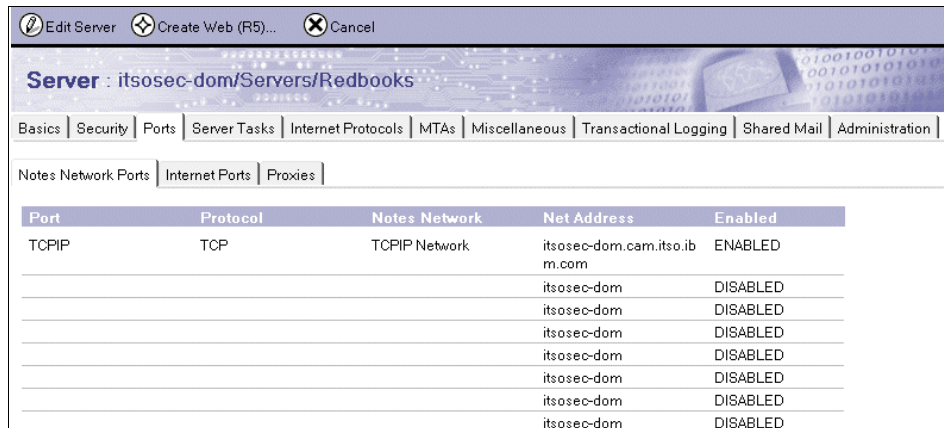 Edit Server Create Web (R5)... Cancel
Server : itsosec-dom/Servers/Redbooks
Basics Security Ports Server Tasks Internet Protocols MTAs Miscellaneous Transactional Logging Shared Mail Administration
Notes Network Ports Internet Ports Proxies
Port Protocol Notes Network Net Address Enabled
TCPIP TCP TCPIP Network itsosec-dom.cam.itso.ib ENABLED
m.com
itsosec-dom DISABLED
itsosec-dom DISABLED
itsosec-dom DISABLED
itsosec-dom DISABLED
itsosec-dom DISABLED
itsosec-dom DISABLED
itsosec-dom DISABLED